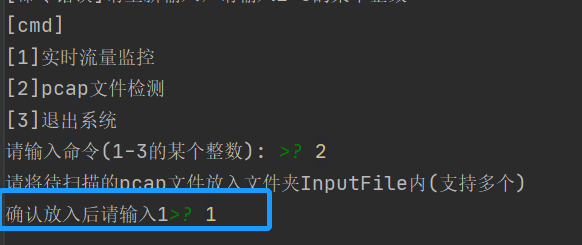 [cmd]
[1]实时流量监控
[2]pcap文件检测
[3]退出系统
请输入命令(1-3的某个整数): >? 2
请将待扫描的pcap文件放入文件夹InputFile内(支持多个)
确认放入后请输入1>? 1